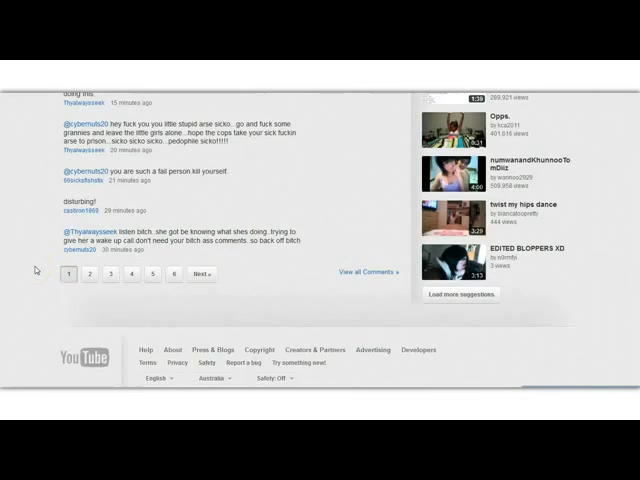 doing this.
Thyalwaysseek 15 minutes ago
@cybernuts20 hey fuck you you little stupid arse sicko...go and fuck some
grannies and leave the little girls alone...hope the cops take your sick fuckin
arse to prison...sicko sicko sicko...pedophile sicko!!!!!
Thyalwaysseek 20 minutes ago
@cybernuts20 you are such a fail person kill yourself.
69sicksfishstix 21 minutes ago
disturbing!
castiron1969 29 minutes ago
@Thyalwaysseek listen bitch..she got be knowing what shes doing..trying to
give her a wake up call don't need your bitch ass comments..so back off bitch
cybernuts20 30 minutes ago
1 2 3 4 5 6 Next »
View all Comments »
1:39
289,921 views
Opps.
by kca2011
401,616 views
0:31
numwanandKhunnooTo
mDiiz
by wannoo2929
509,958 views
4:00
twist my hips dance
by biancatoopretty
444 views
3:29
EDITED BLOPPERS XD
by n0rmfyi
3 views
3:13
Load more suggestions
YouTube
Help About Press & Blogs Copyright Creators & Partners Advertising Developers
Terms Privacy Safety Report a bug Try something new!
English Australia Safety: Off